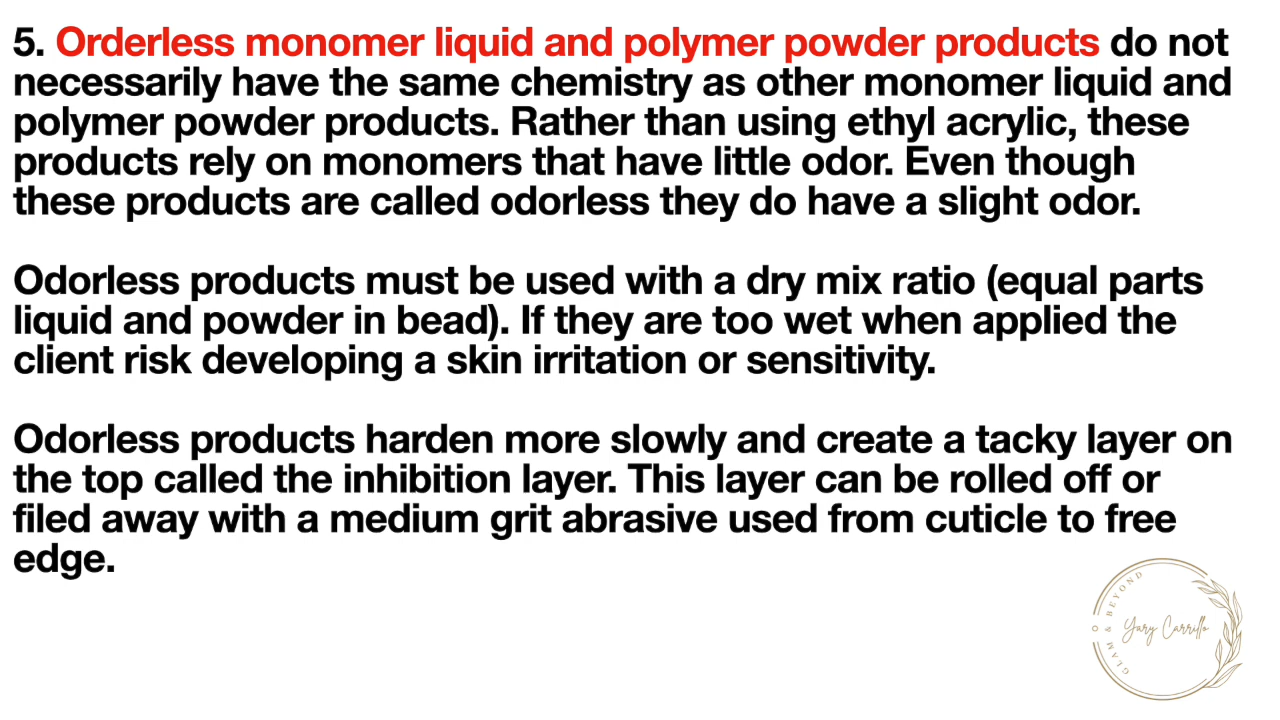 5. Orderless monomer liquid and polymer powder products do not
necessarily have the same chemistry as other monomer liquid and
polymer powder products. Rather than using ethyl acrylic, these
products rely on monomers that have little odor. Even though
these products are called odorless they do have a slight odor.
Odorless products must be used with a dry mix ratio (equal parts
liquid and powder in bead). If they are too wet when applied the
client risk developing a skin irritation or sensitivity.
Odorless products harden more slowly and create a tacky layer on
the top called the inhibition layer. This layer can be rolled off or
filed away with a medium grit abrasive used from cuticle to free
edge.
GLAM & BEYOND
Yary Carrillo